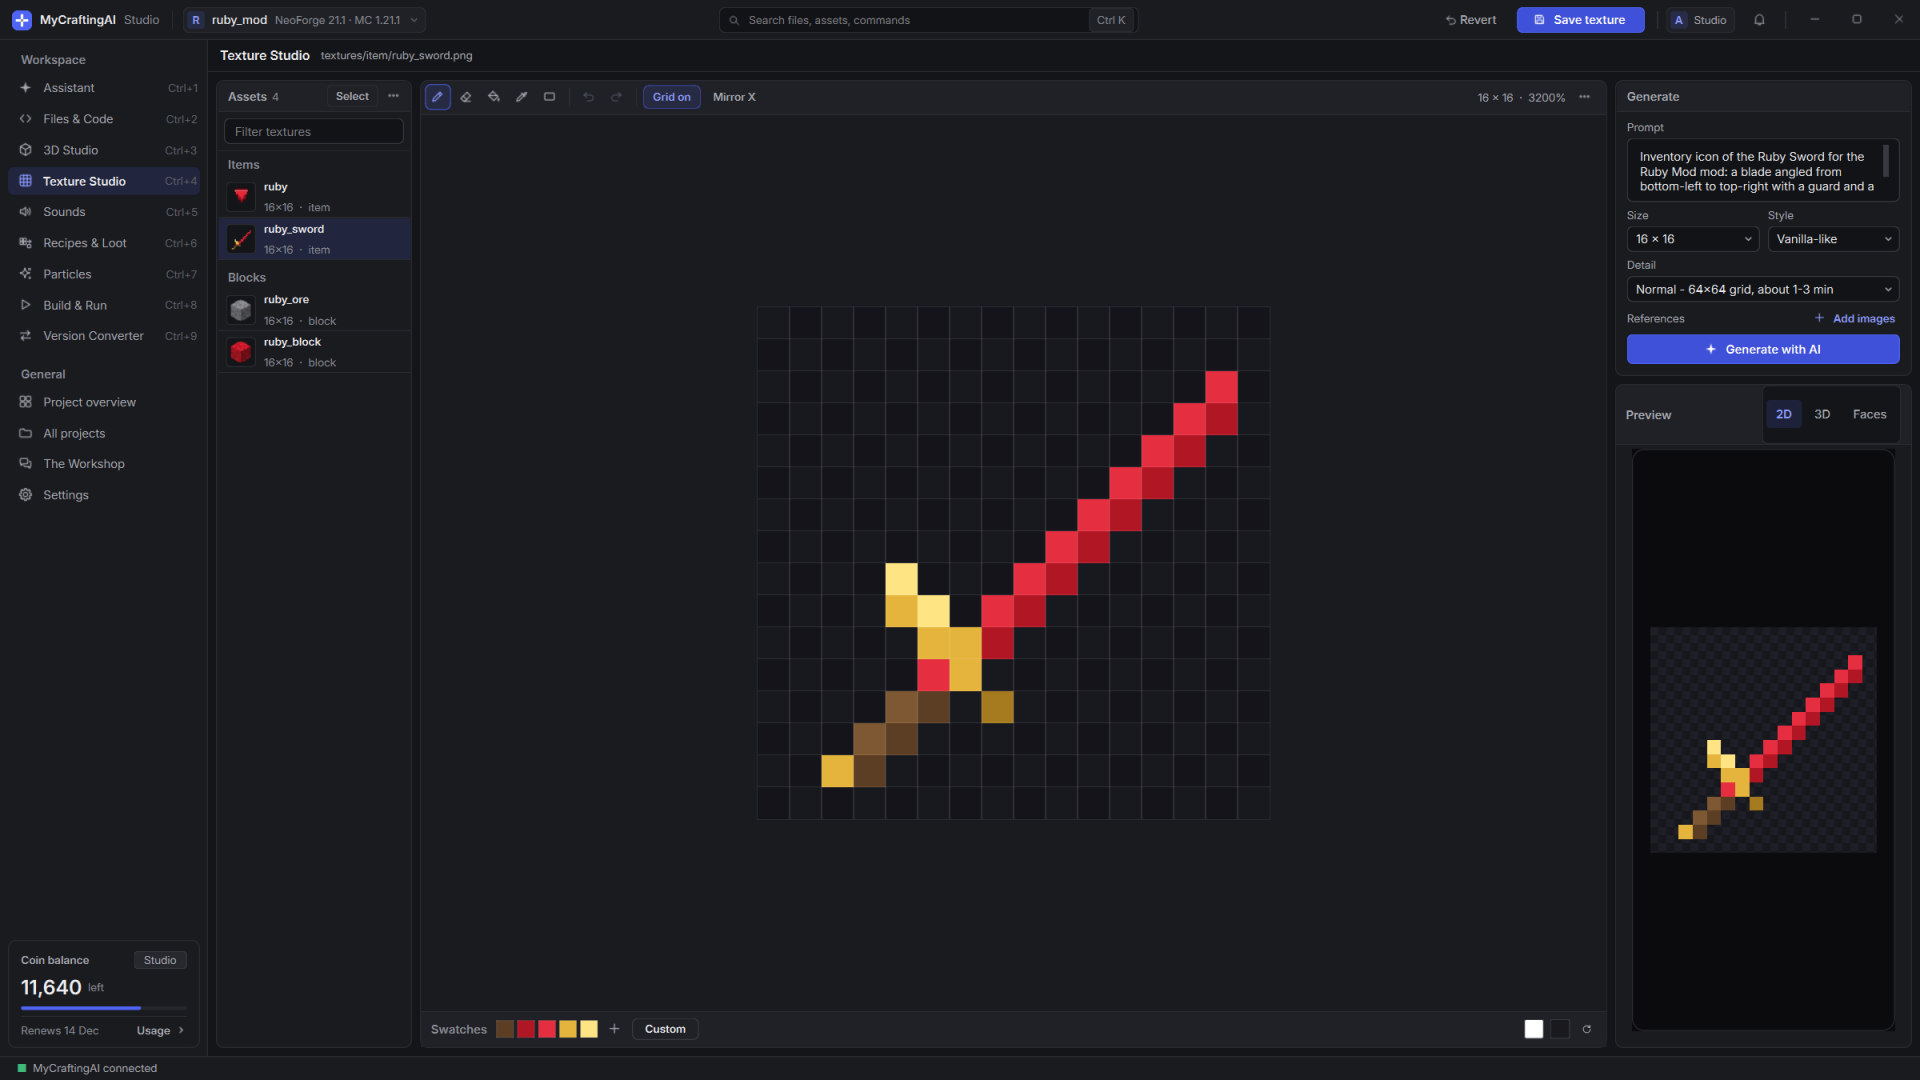 MyCraftingAI Studio
R ruby_mod NeoForge 21.1 · MC 1.21.1
Search files, assets, commands Ctrl K
Revert
Save texture
A Studio
Workspace
Assistant Ctrl+1
Files & Code Ctrl+2
3D Studio Ctrl+3
Texture Studio Ctrl+4
Sounds Ctrl+5
Recipes & Loot Ctrl+6
Particles Ctrl+7
Build & Run Ctrl+8
Version Converter Ctrl+9
General
Project overview
All projects
The Workshop
Settings
Coin balance Studio
11,640 left
Renews 14 Dec Usage
MyCraftingAI connected
Texture Studio textures/item/ruby_sword.png
Assets 4 Select
Filter textures
Items
ruby
16×16 · item
ruby_sword
16×16 · item
Blocks
ruby_ore
16×16 · block
ruby_block
16×16 · block
Grid on Mirror X
16 × 16 · 3200%
Swatches Custom
Generate
Prompt
Inventory icon of the Ruby Sword for the
Ruby Mod mod: a blade angled from
bottom-left to top-right with a guard and a
Size Style
16 × 16 Vanilla-like
Detail
Normal - 64×64 grid, about 1-3 min
References Add images
Generate with AI
Preview 2D 3D Faces